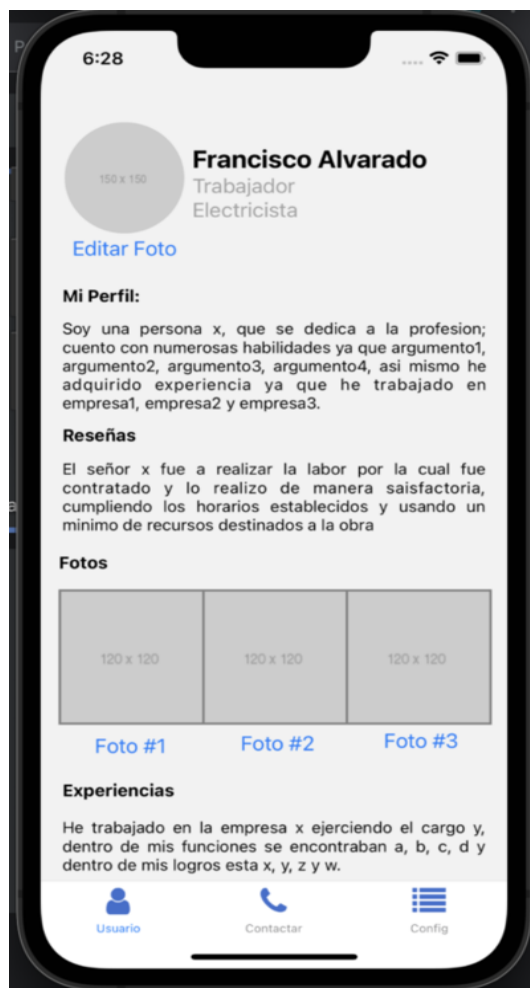 P
6:28
150 x 150
Francisco Alvarado
Trabajador
Electricista
Editar Foto
Mi Perfil:
Soy una persona x, que se dedica a la profesion;
cuento con numerosas habilidades ya que argumento1,
argumento2, argumento3, argumento4, asi mismo he
adquirido experiencia ya que he trabajado en
empresa1, empresa2 y empresa3.
Reseñas
El señor x fue a realizar la labor por la cual fue
contratado y lo realizo de manera saisfactoria,
cumpliendo los horarios establecidos y usando un
minimo de recursos destinados a la obra
a
Fotos
120 x 120 120 x 120 120 x 120
Foto #1 Foto #2 Foto #3
Experiencias
He trabajado en la empresa x ejerciendo el cargo y,
dentro de mis funciones se encontraban a, b, c, d y
dentro de mis logros esta x, y, z y w.
Usuario Contactar Config